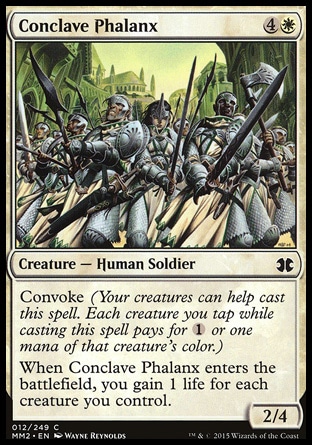 Conclave Phalanx 4
Creature — Human Soldier
Convoke (Your creatures can help cast
this spell. Each creature you tap while
casting this spell pays for 1 or one
mana of that creature's color.)
When Conclave Phalanx enters the
battlefield, you gain 1 life for each
creature you control.
2/4
012/249 C
MM2 • EN Wayne Reynolds
™ & © 2015 Wizards of the Coast